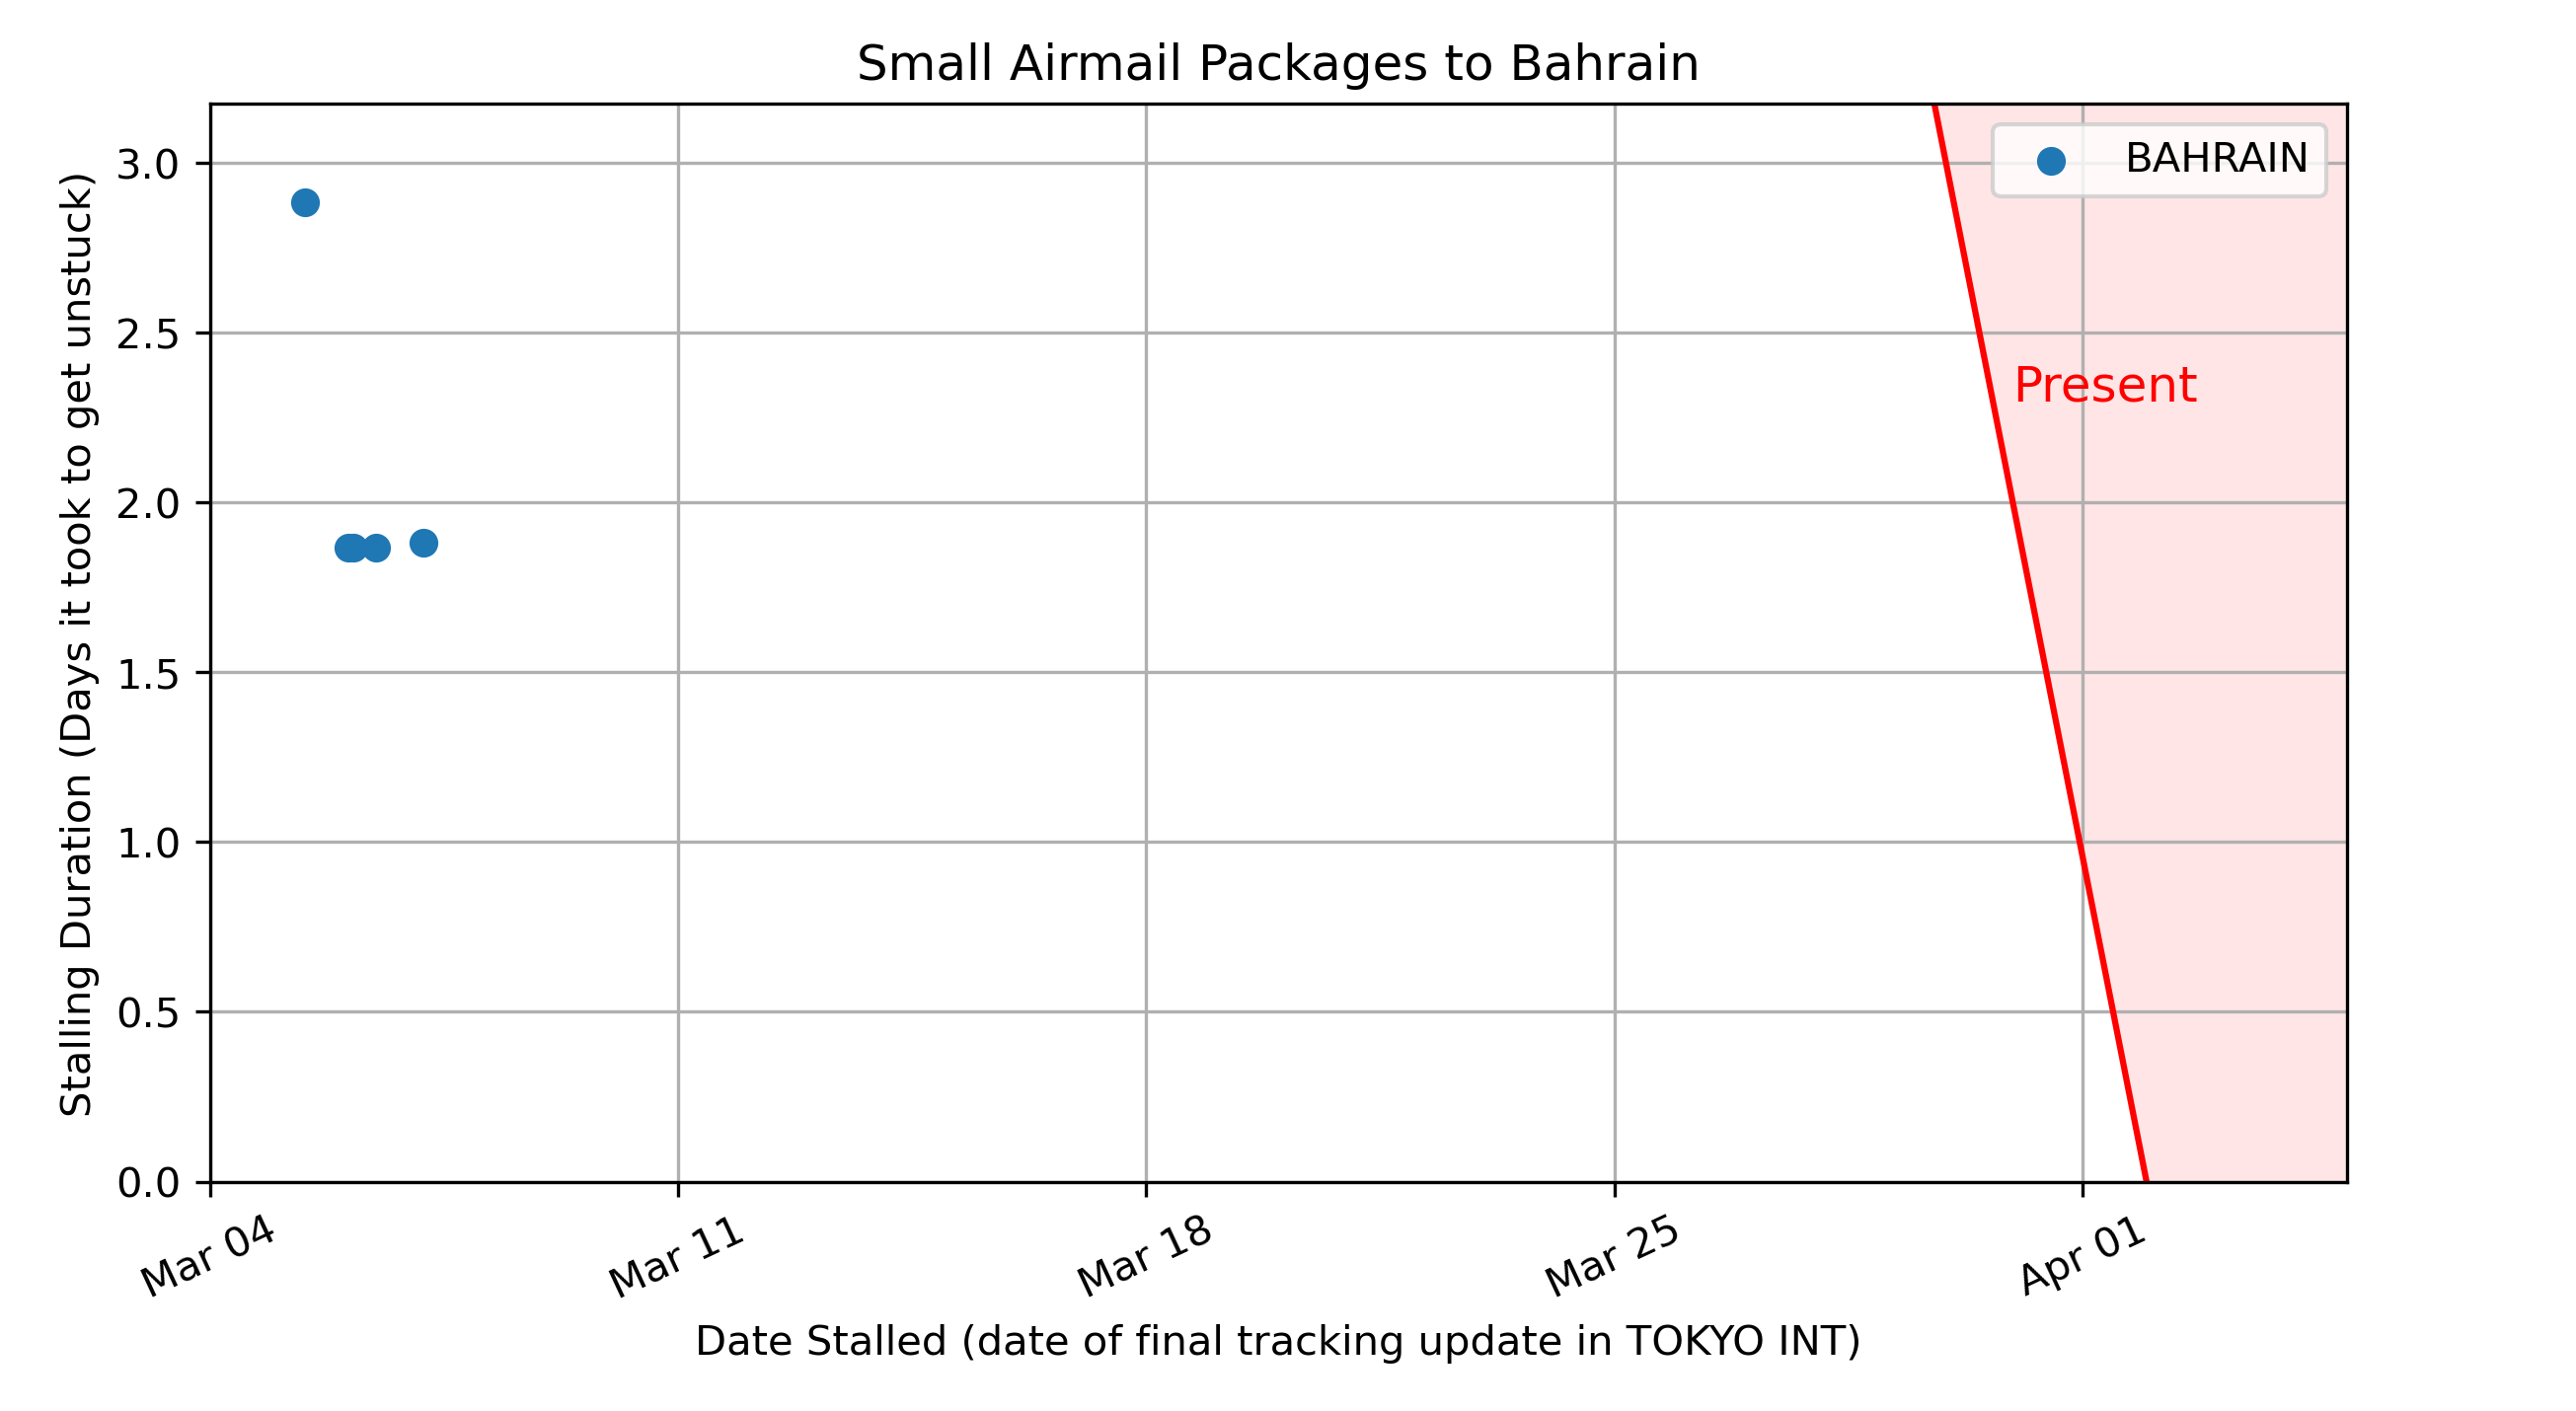 Small Airmail Packages to Bahrain
Stalling Duration (Days it took to get unstuck)
3.0
2.5
2.0
1.5
1.0
0.5
0.0
BAHRAIN
Present
Mar 04
Mar 11
Mar 18
Mar 25
Apr 01
Date Stalled (date of final tracking update in TOKYO INT)